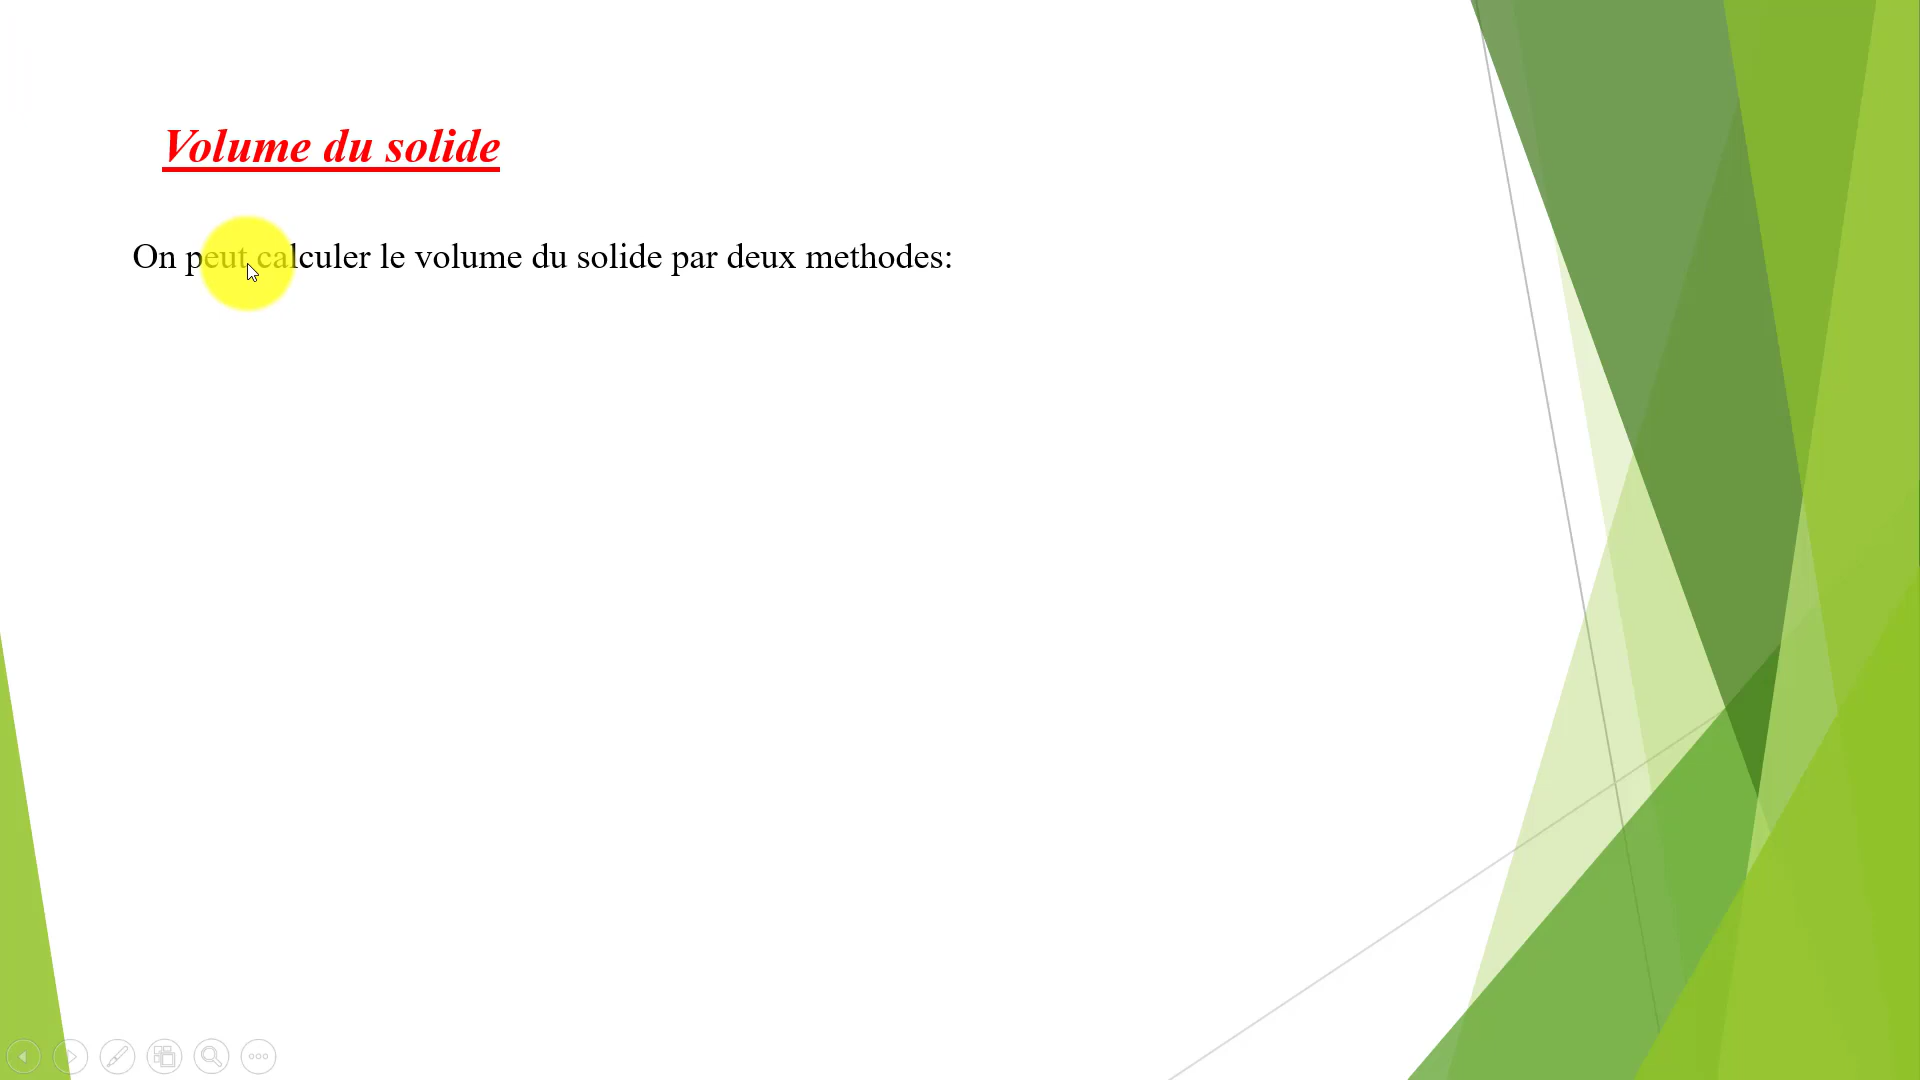 Volume du solide
On peut calculer le volume du solide par deux methodes: